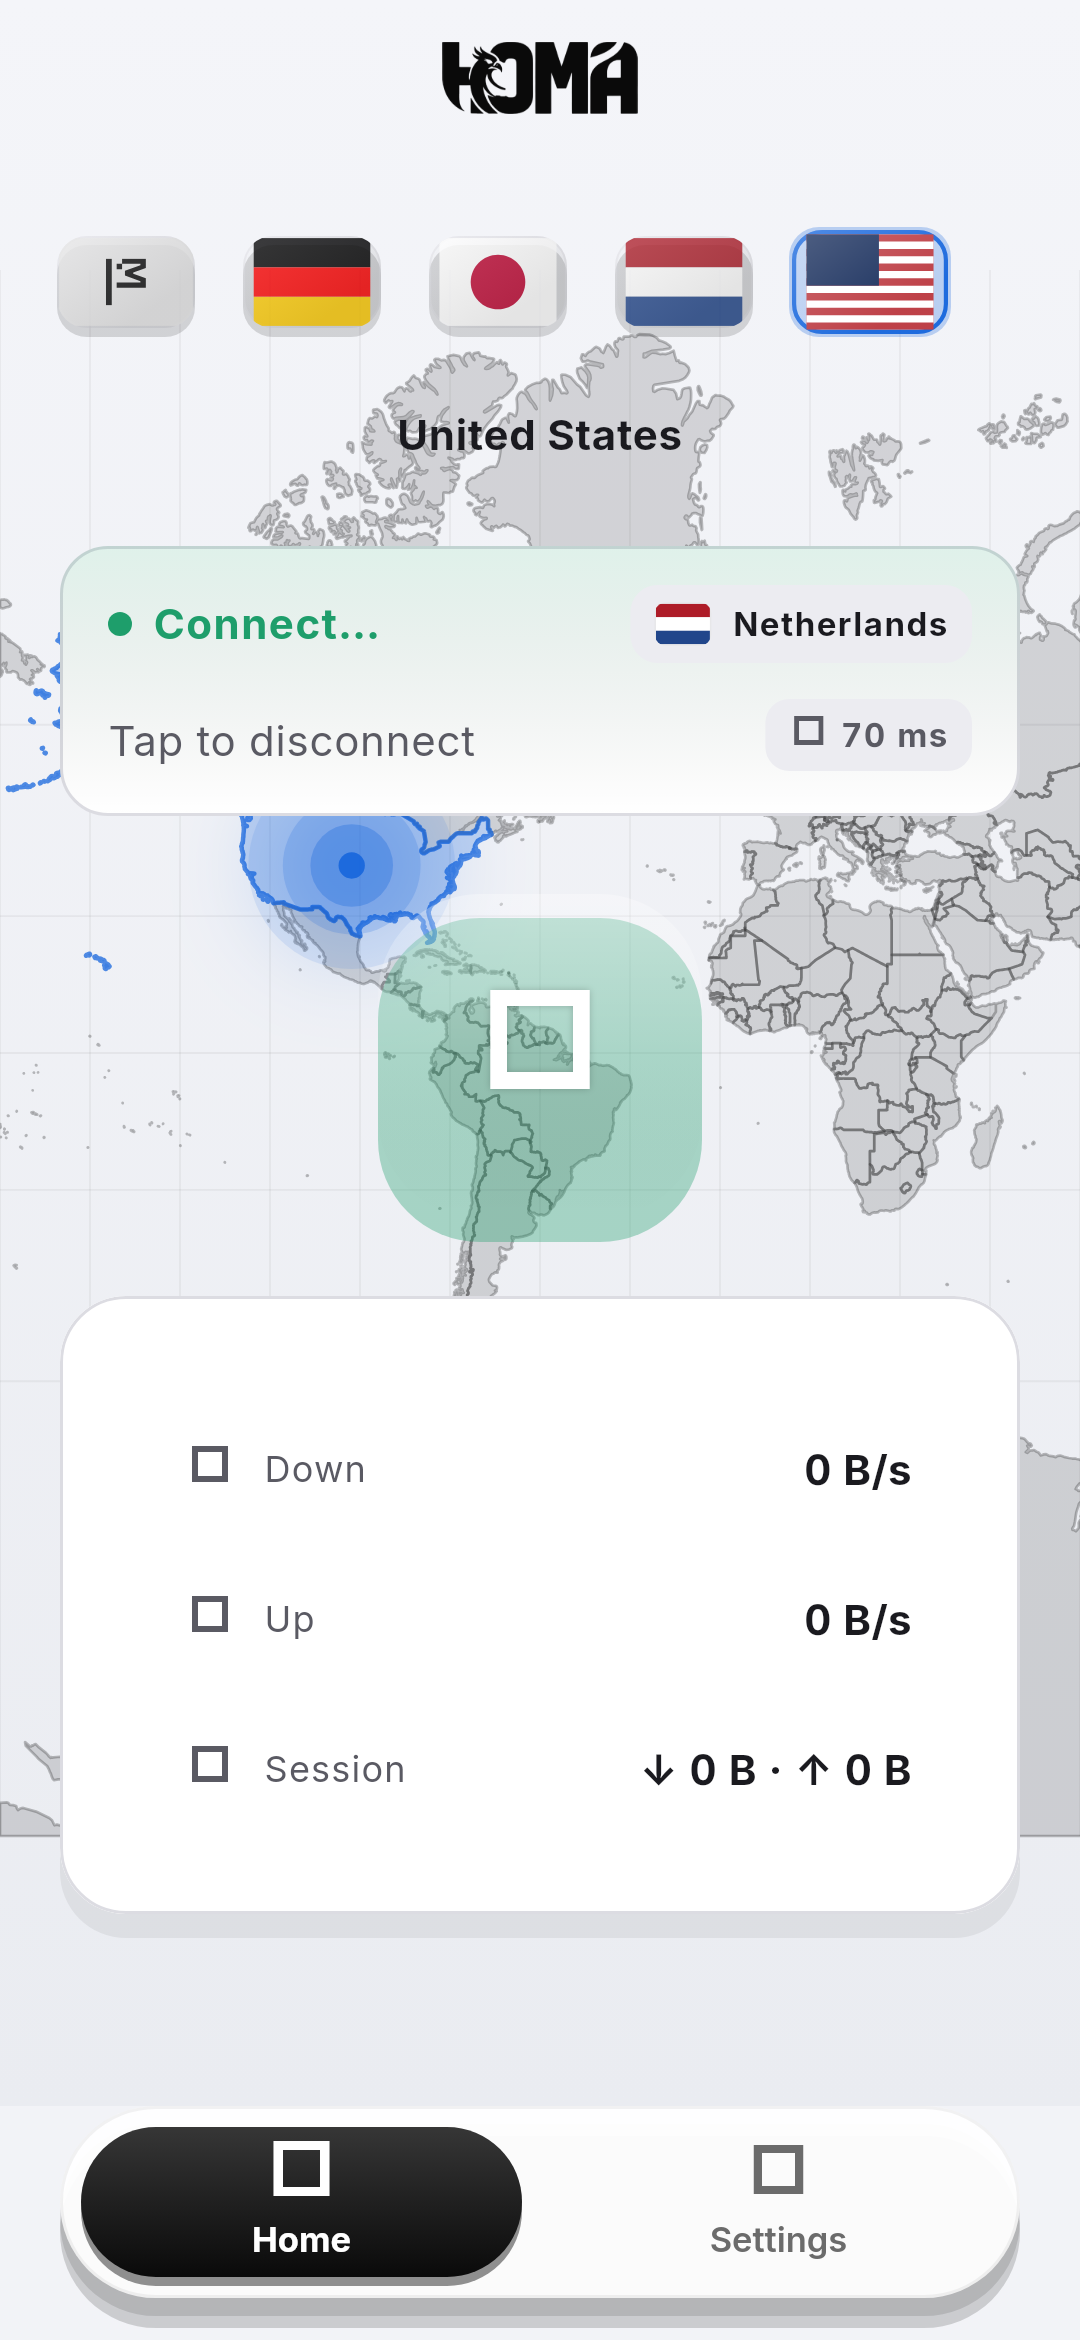 HOMA
United States
Connect...
Netherlands
Tap to disconnect
70 ms
Down
0 B/s
Up
0 B/s
Session
↓ 0 B · ↑ 0 B
Home
Settings